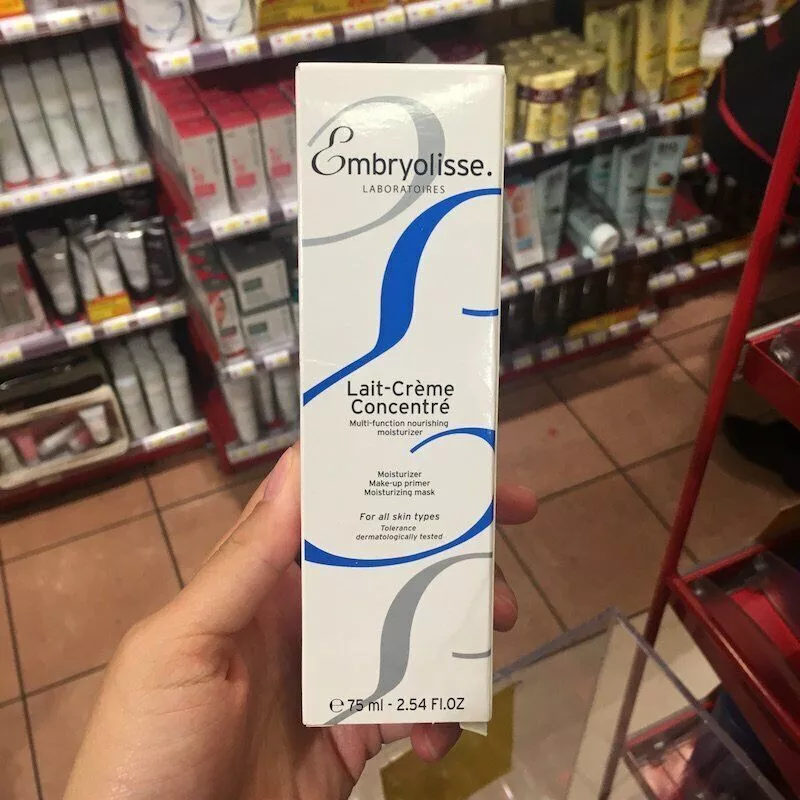 Embryolisse.
LABORATOIRES
Lait-Crème
Concentré
Multi-function nourishing
moisturizer
Moisturizer
Make-up primer
Moisturizing mask
For all skin types
Tolerance
dermatologically tested
℮ 75 ml - 2.54 Fl.OZ